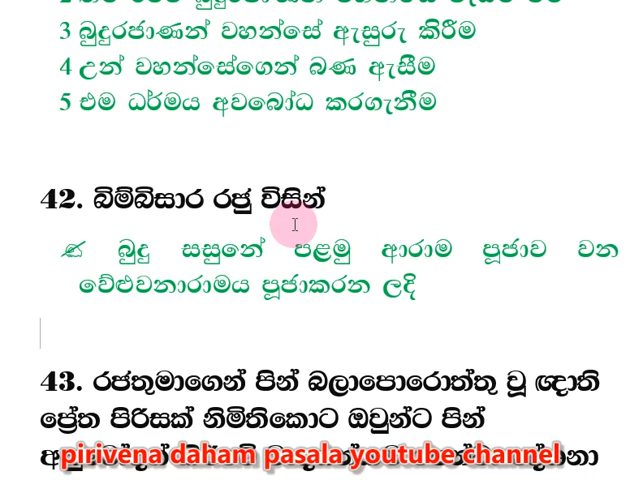 3 බුදුරජාණන් වහන්සේ ඇසුරු කිරීම
4 උන් වහන්සේගෙන් බණ ඇසීම
5 එම ධර්මය අවබෝධ කරගැනීම
42. බිම්බිසාර රජු විසින්
බුදු සසුනේ පළමු ආරාම පූජාව වන
වේළුවනාරාමය පූජාකරන ලදි
43. රජතුමාගෙන් පින් බලාපොරොත්තු වූ ඥාති
ප්‍රේත පිරිසක් නිමිතිකොට ඔවුන්ට පින්
pirivena daham pasala youtube channel